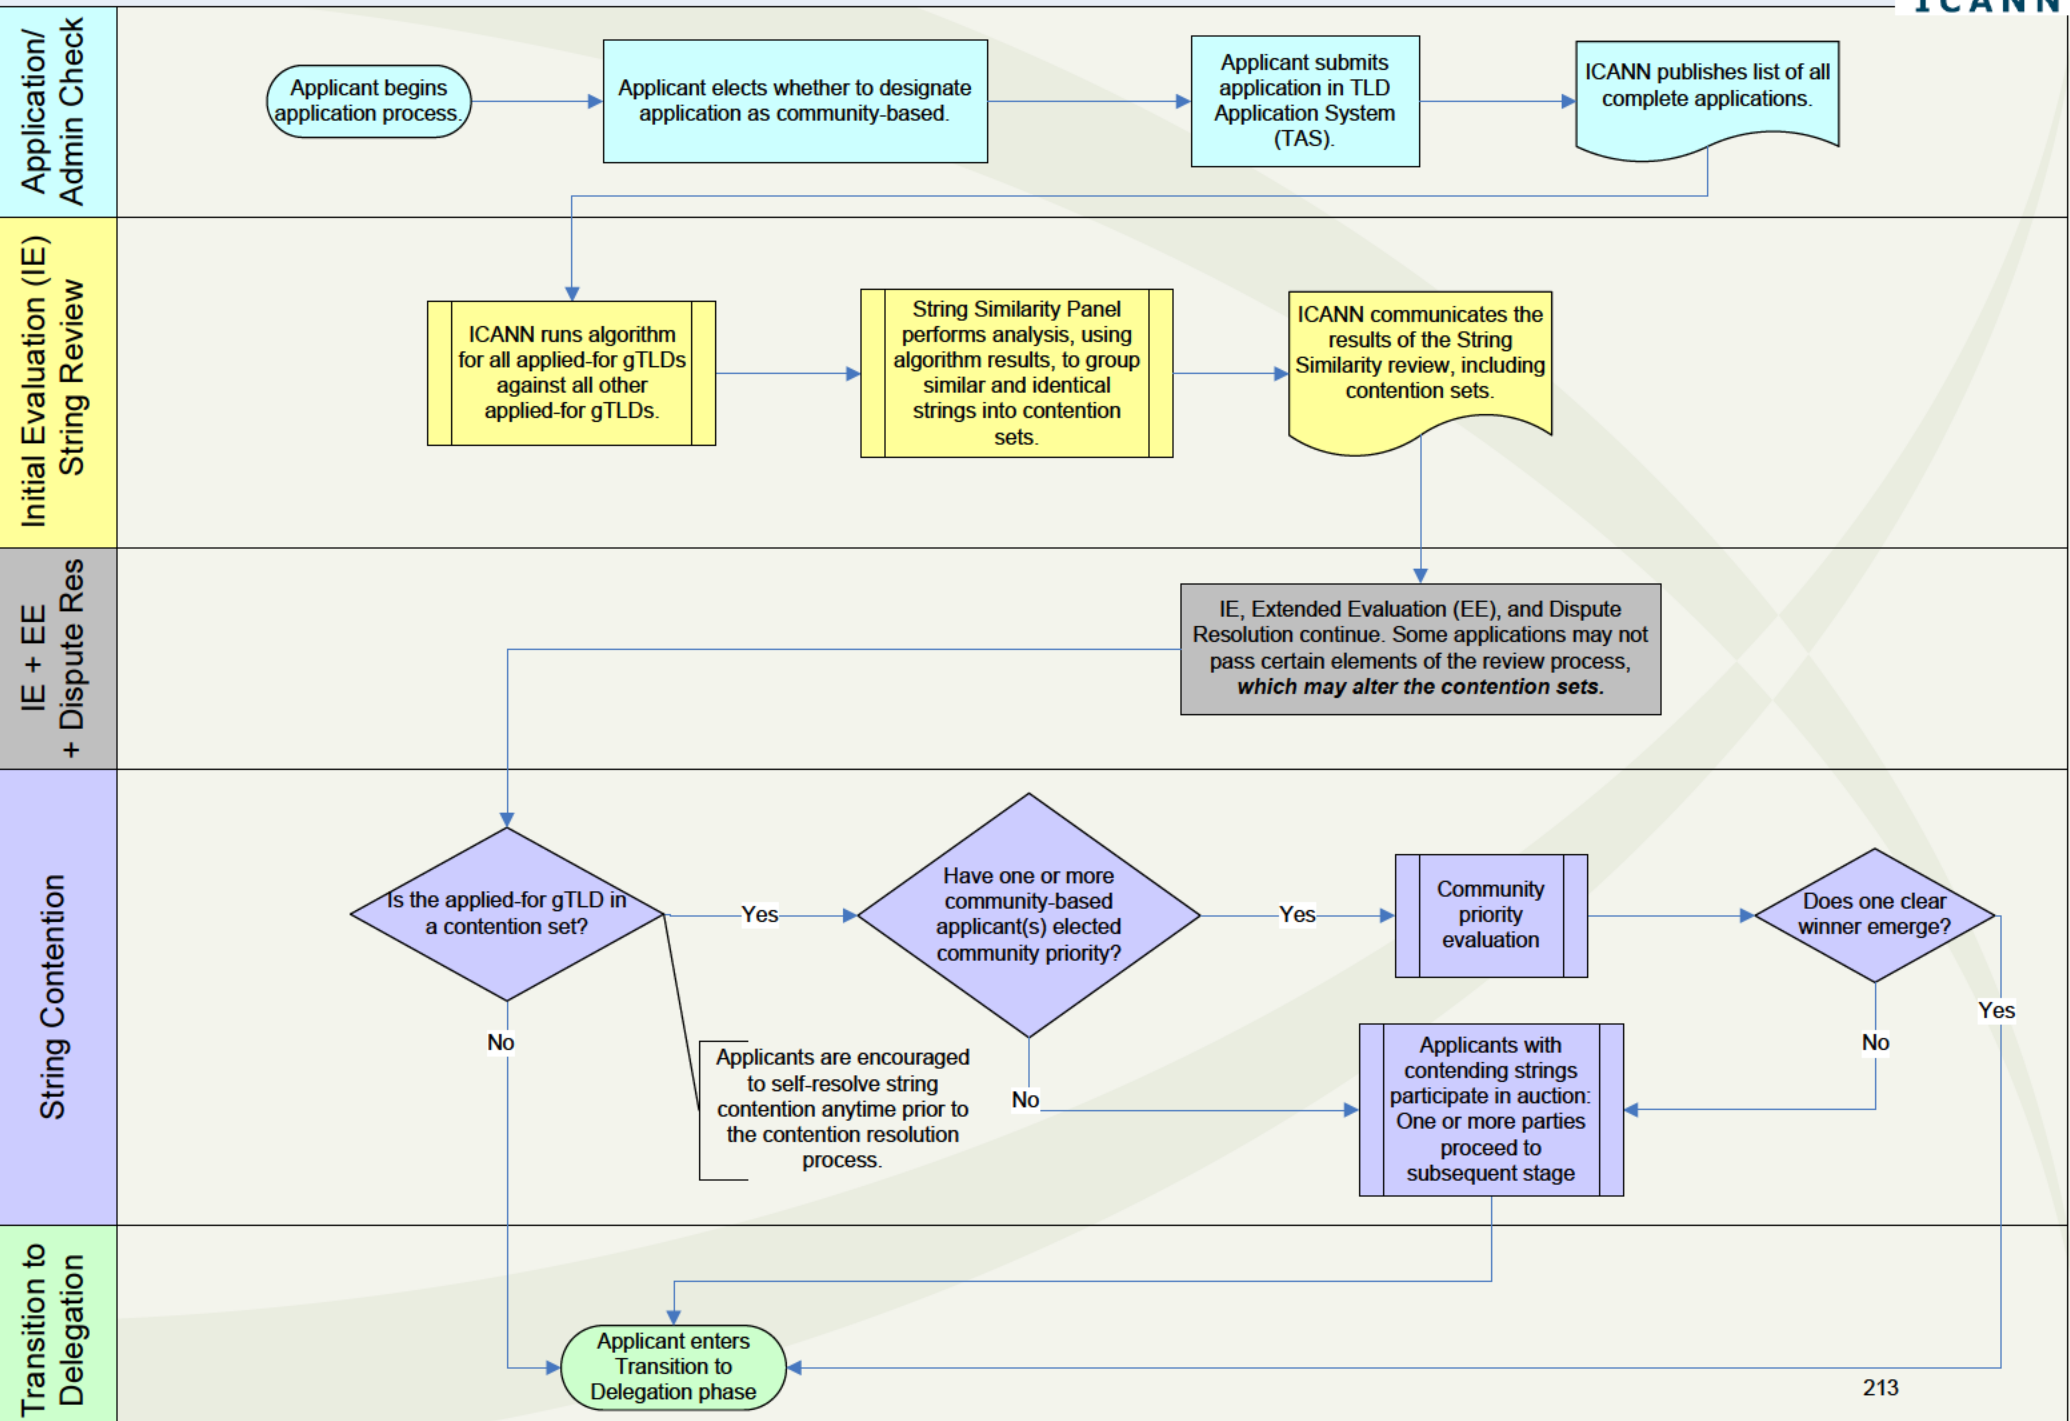 ICANN
Application/
Admin Check
Applicant begins
application process.
Applicant elects whether to designate
application as community-based.
Applicant submits
application in TLD
Application System
(TAS).
ICANN publishes list of all
complete applications.
Initial Evaluation (IE)
String Review
ICANN runs algorithm
for all applied-for gTLDs
against all other
applied-for gTLDs.
String Similarity Panel
performs analysis, using
algorithm results, to group
similar and identical
strings into contention
sets.
ICANN communicates the
results of the String
Similarity review, including
contention sets.
IE + EE
+ Dispute Res
IE, Extended Evaluation (EE), and Dispute
Resolution continue. Some applications may not
pass certain elements of the review process,
which may alter the contention sets.
String Contention
Is the applied-for gTLD in
a contention set?
Yes
Have one or more
community-based
applicant(s) elected
community priority?
Yes
Community
priority
evaluation
Does one clear
winner emerge?
Yes
No
No
No
Applicants are encouraged
to self-resolve string
contention anytime prior to
the contention resolution
process.
Applicants with
contending strings
participate in auction:
One or more parties
proceed to
subsequent stage
Transition to
Delegation
Applicant enters
Transition to
Delegation phase
213